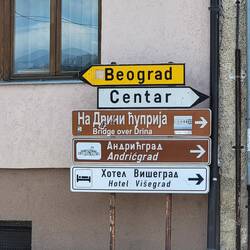 Beograd
Centar
На Дрини ћуприја
Bridge over Drina
Андрићград
Andrićgrad
Хотел Вишеград
Hotel Višegrad